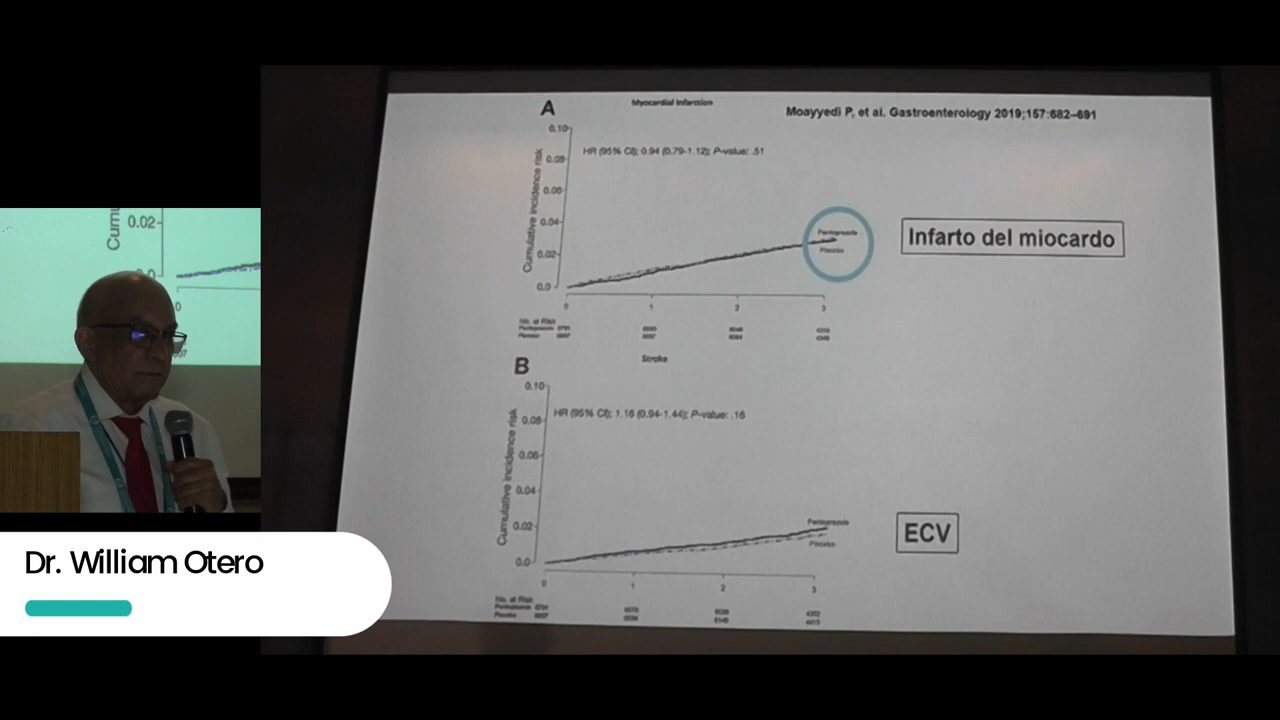 Myocardial Infarction
Moayyedi P, et al. Gastroenterology 2019;157:682–691
A
HR (95% CI); 0.94 (0.79-1.12); P-value: .51
Cumulative incidence risk
0.10
0.08
0.06
0.04
0.02
0.0
Pantoprazole
Placebo
Infarto del miocardo
0 1 2 3
No. at Risk
Pantoprazole
Placebo
B
Stroke
HR (95% CI); 1.16 (0.94-1.44); P-value: .16
Cumulative incidence risk
0.10
0.08
0.06
0.04
0.02
0.0
Pantoprazole
Placebo
ECV
0 1 2 3
No. at Risk
Pantoprazole
Placebo
Cumu
0.02
0
Dr. William Otero